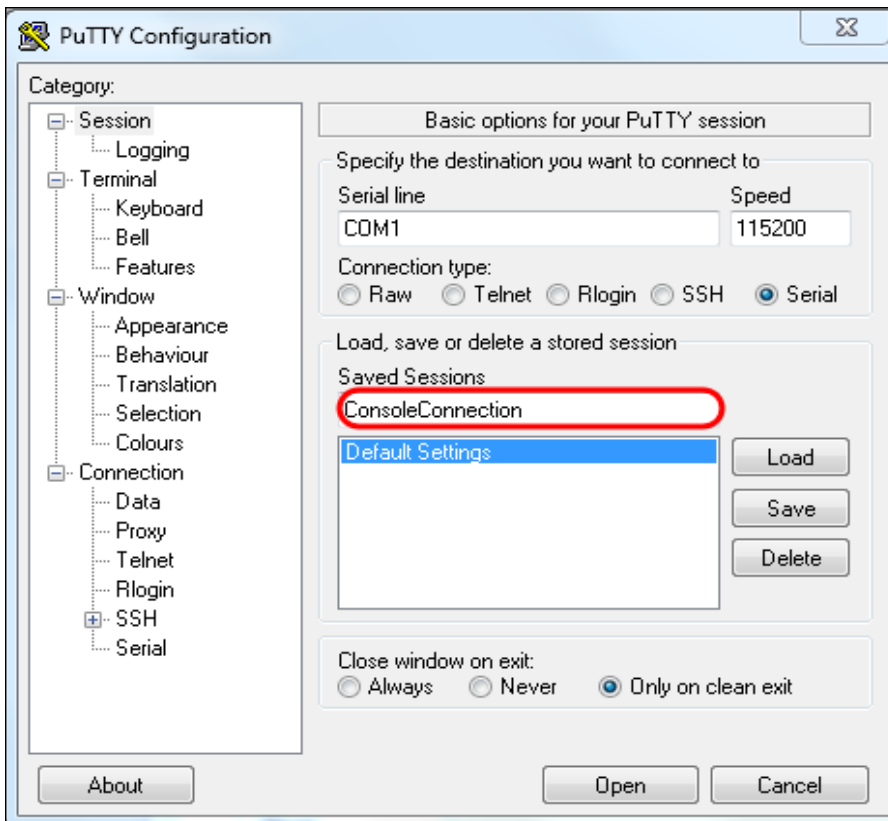 PuTTY Configuration
Category:
Session
Logging
Terminal
Keyboard
Bell
Features
Window
Appearance
Behaviour
Translation
Selection
Colours
Connection
Data
Proxy
Telnet
Rlogin
SSH
Serial
Basic options for your PuTTY session
Specify the destination you want to connect to
Serial line Speed
COM1 115200
Connection type:
Raw Telnet Rlogin SSH Serial
Load, save or delete a stored session
Saved Sessions
ConsoleConnection
Default Settings
Load
Save
Delete
Close window on exit:
Always Never Only on clean exit
About Open Cancel